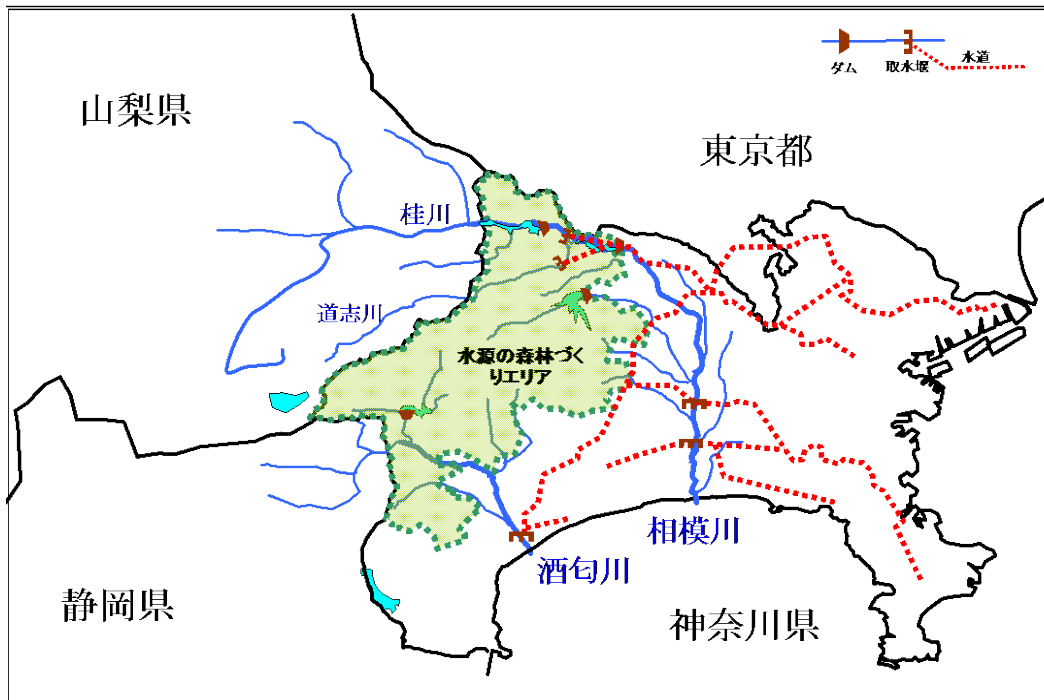 ダム
取水堰
水道
山梨県
東京都
桂川
道志川
水源の森林づく
りエリア
相模川
酒匂川
静岡県
神奈川県